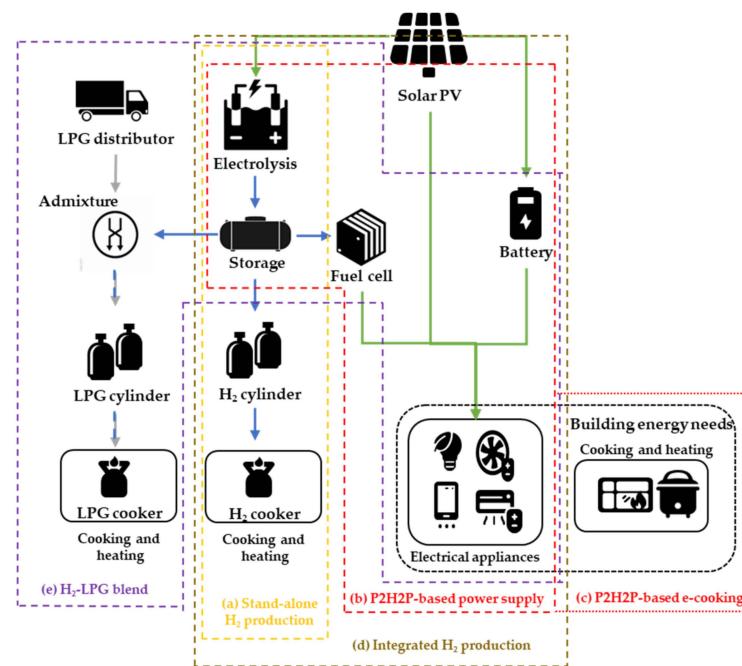 Solar PV
LPG distributor
Electrolysis
Admixture
Storage
Fuel cell
Battery
LPG cylinder
H₂ cylinder
Building energy needs
Cooking and heating
LPG cooker
H₂ cooker
Cooking and
heating
Cooking and
heating
Electrical appliances
(e) H₂-LPG blend
(a) Stand-alone
H₂ production
(b) P2H2P-based power supply
(c) P2H2P-based e-cooking
(d) Integrated H₂ production